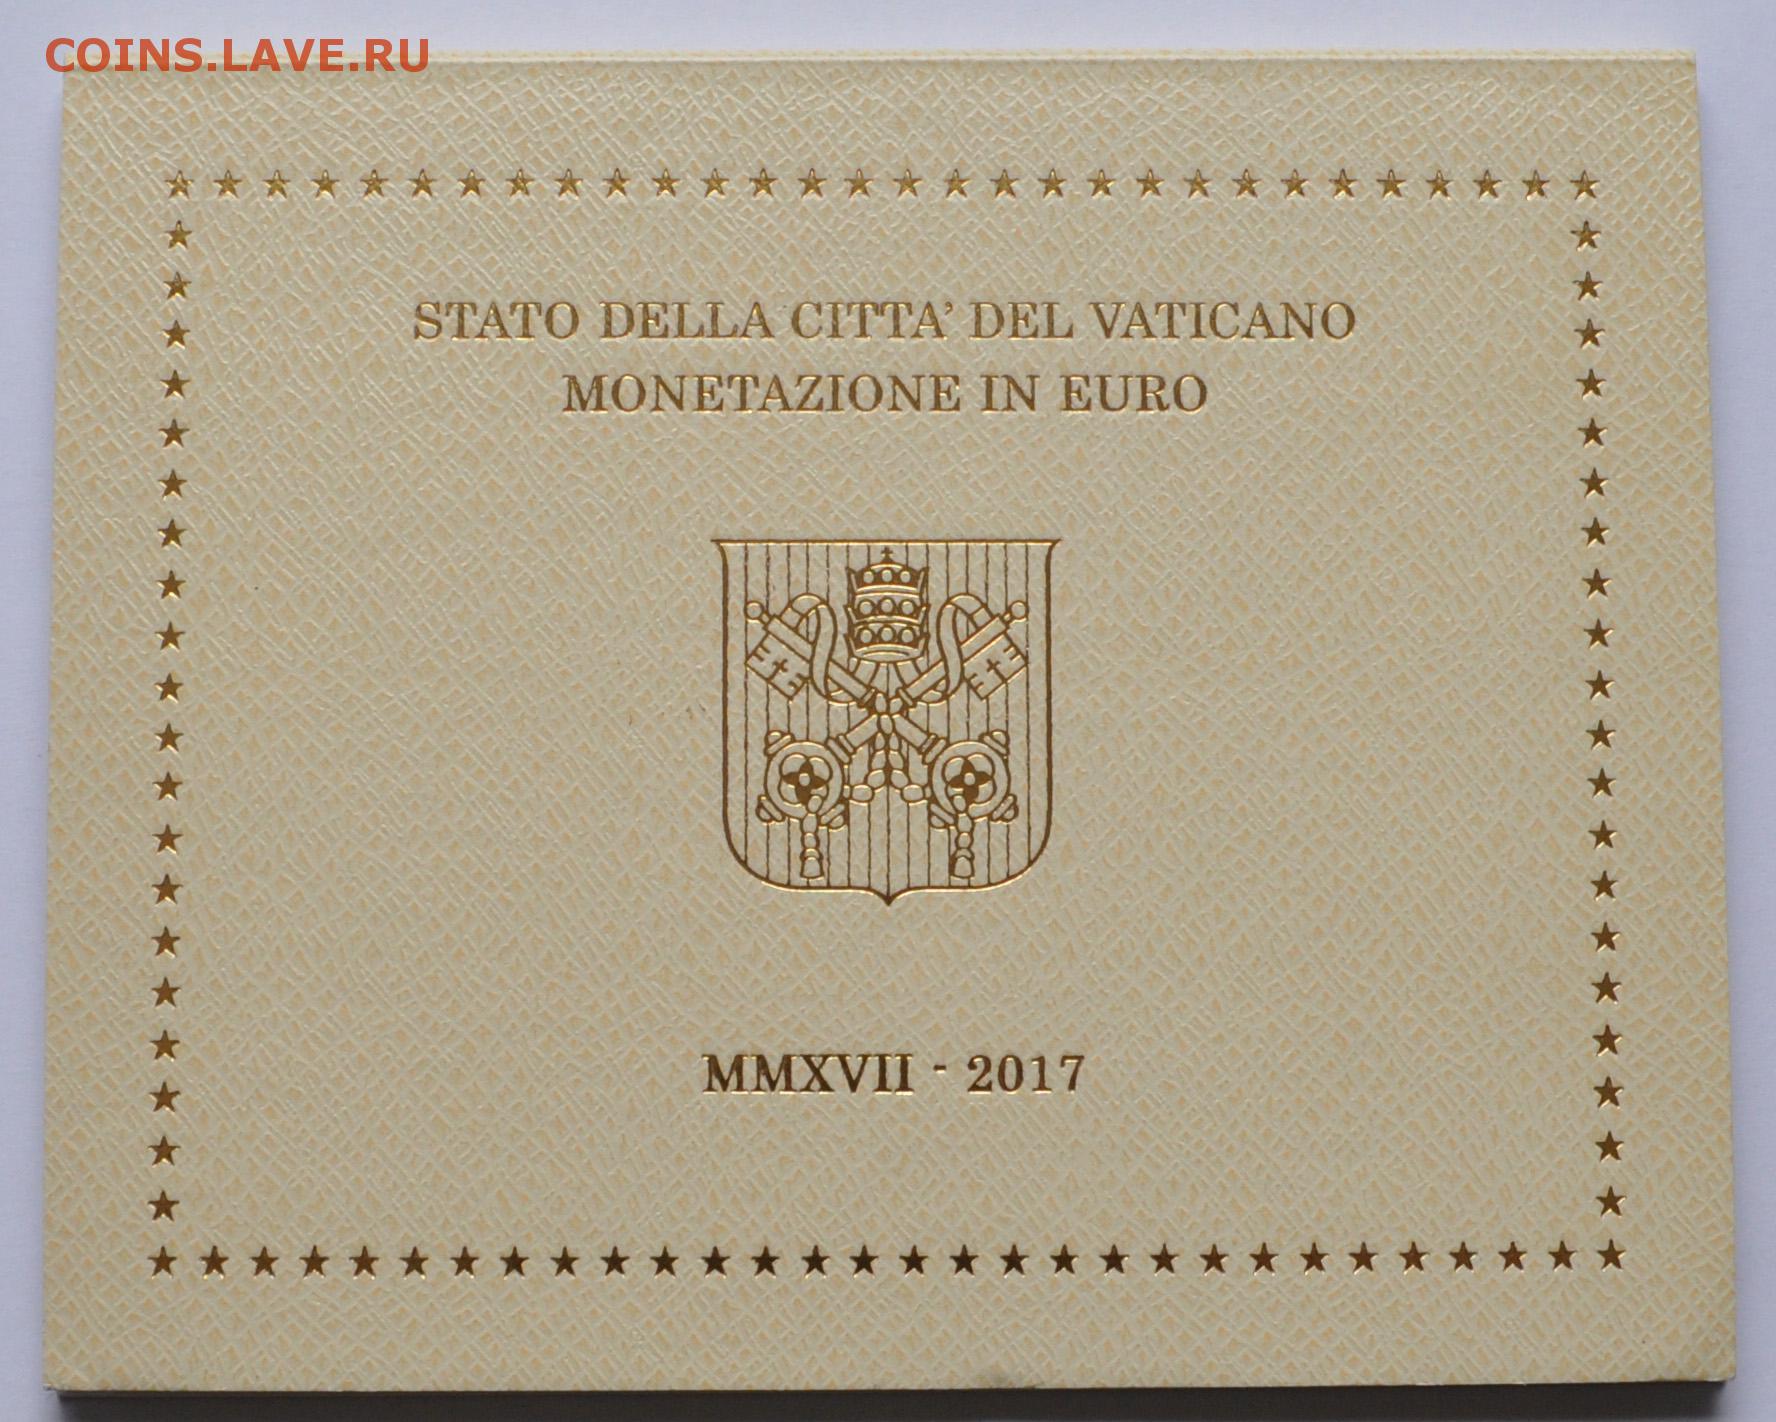 COINS.LAVE.RU
STATO DELLA CITTA' DEL VATICANO
MONETAZIONE IN EURO
MMXVII - 2017